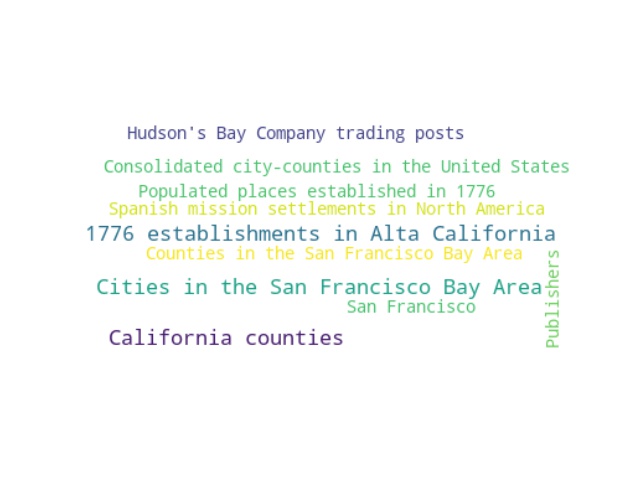 Hudson's Bay Company trading posts
Consolidated city-counties in the United States
Populated places established in 1776
Spanish mission settlements in North America
1776 establishments in Alta California
Counties in the San Francisco Bay Area
Cities in the San Francisco Bay Area
San Francisco
Publishers
California counties